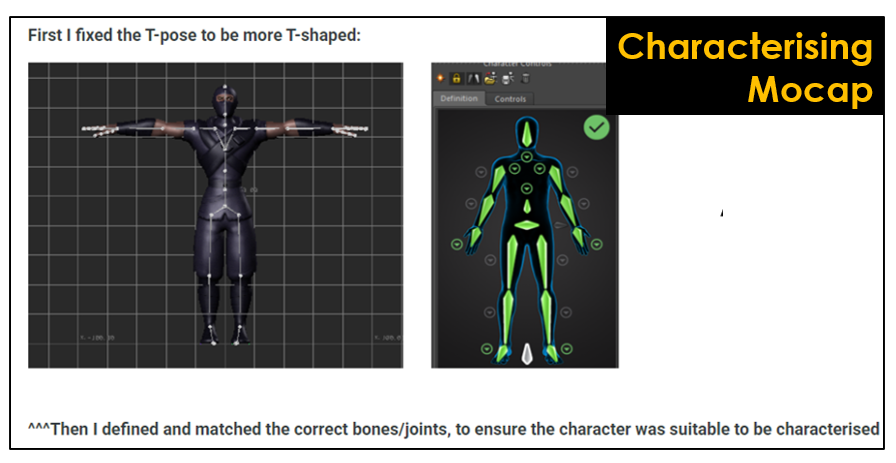 First I fixed the T-pose to be more T-shaped:
Characterising
Mocap
Character Controls
Definition
Controls
^^^Then I defined and matched the correct bones/joints, to ensure the character was suitable to be characterised